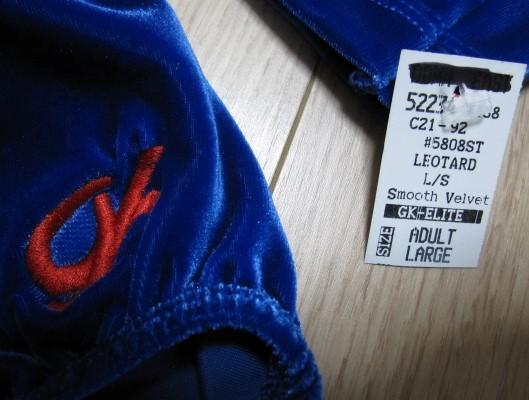 C21-92
#5808ST
LEOTARD
L/S
Smooth Velvet
GK-ELITE
SIZE
ADULT
LARGE